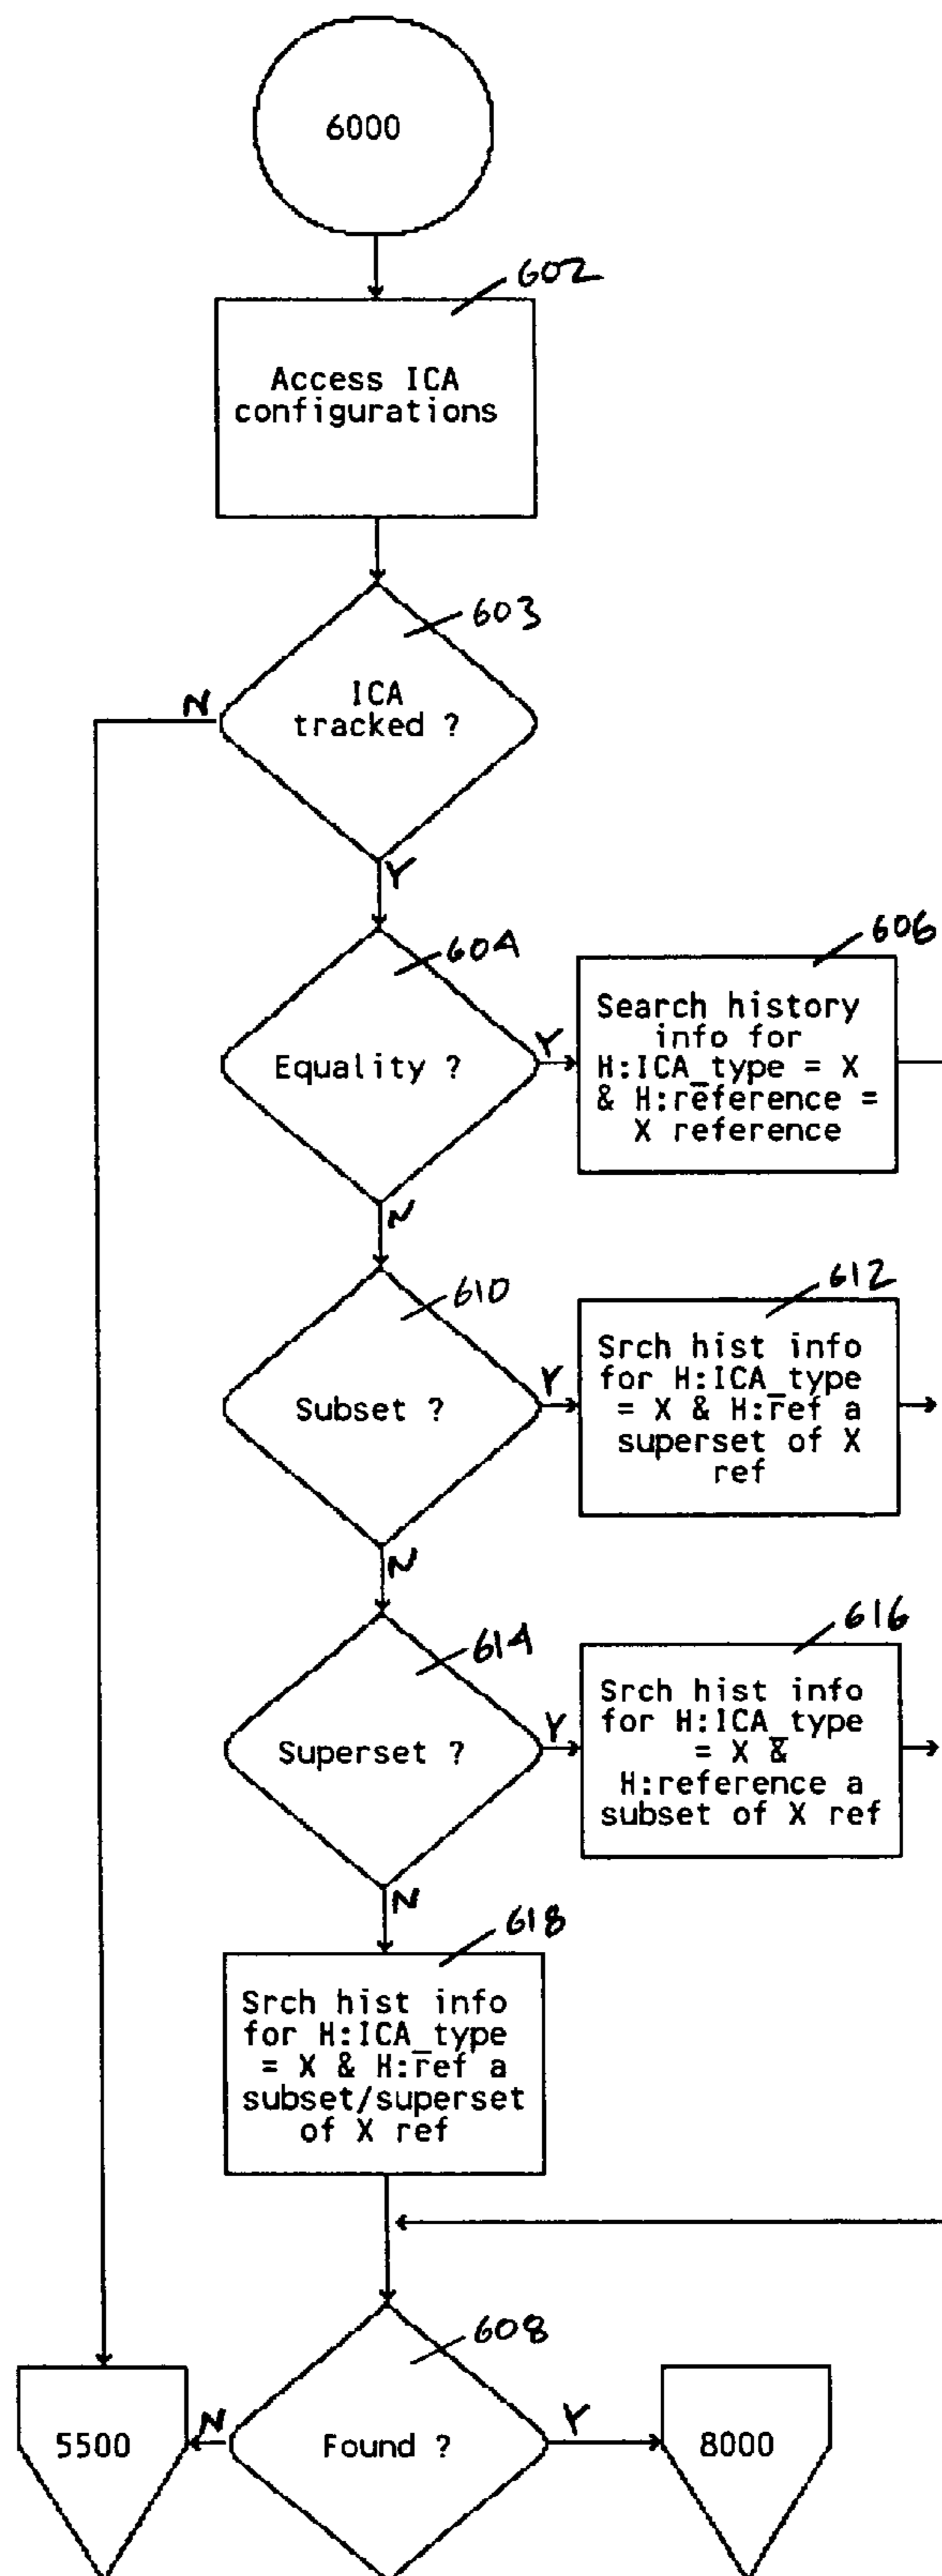 6000
602
Access ICA
configurations
603
ICA
tracked ?
N
Y
604
Equality ?
Y
606
Search history
info for
H:ICA_type = X
& H:reference =
X reference
N
610
Subset ?
Y
612
Srch hist info
for H:ICA_type
= X & H:ref a
superset of X
ref
N
614
Superset ?
Y
616
Srch hist info
for H:ICA_type
= X &
H:reference a
subset of X ref
N
618
Srch hist info
for H:ICA_type
= X & H:ref a
subset/superset
of X ref
608
Found ?
N
5500
Y
8000